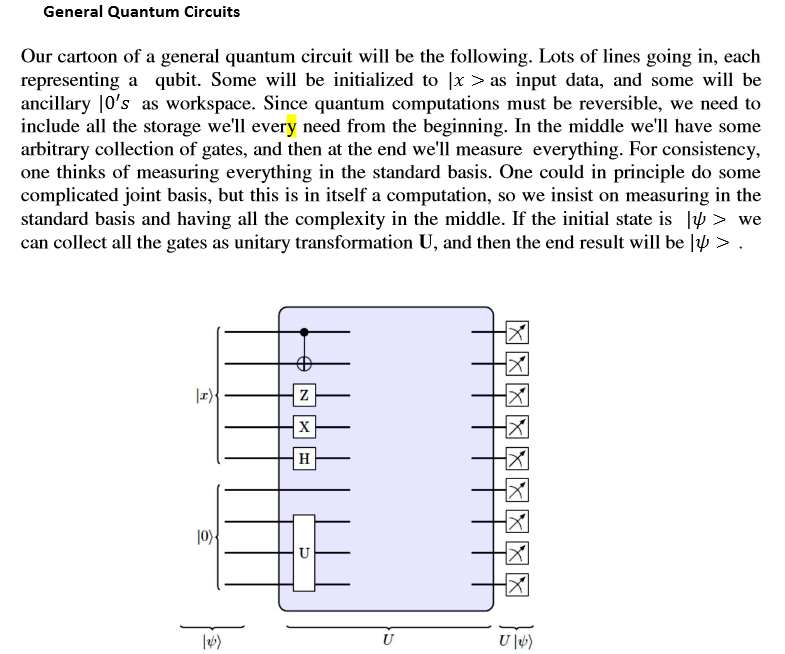 General Quantum Circuits
Our cartoon of a general quantum circuit will be the following. Lots of lines going in, each
representing a qubit. Some will be initialized to |x > as input data, and some will be
ancillary |0's as workspace. Since quantum computations must be reversible, we need to
include all the storage we'll every need from the beginning. In the middle we'll have some
arbitrary collection of gates, and then at the end we'll measure everything. For consistency,
one thinks of measuring everything in the standard basis. One could in principle do some
complicated joint basis, but this is in itself a computation, so we insist on measuring in the
standard basis and having all the complexity in the middle. If the initial state is |ψ > we
can collect all the gates as unitary transformation U, and then the end result will be |ψ > .
|x⟩
Z
X
H
|0⟩
U
|ψ⟩ U U |ψ⟩